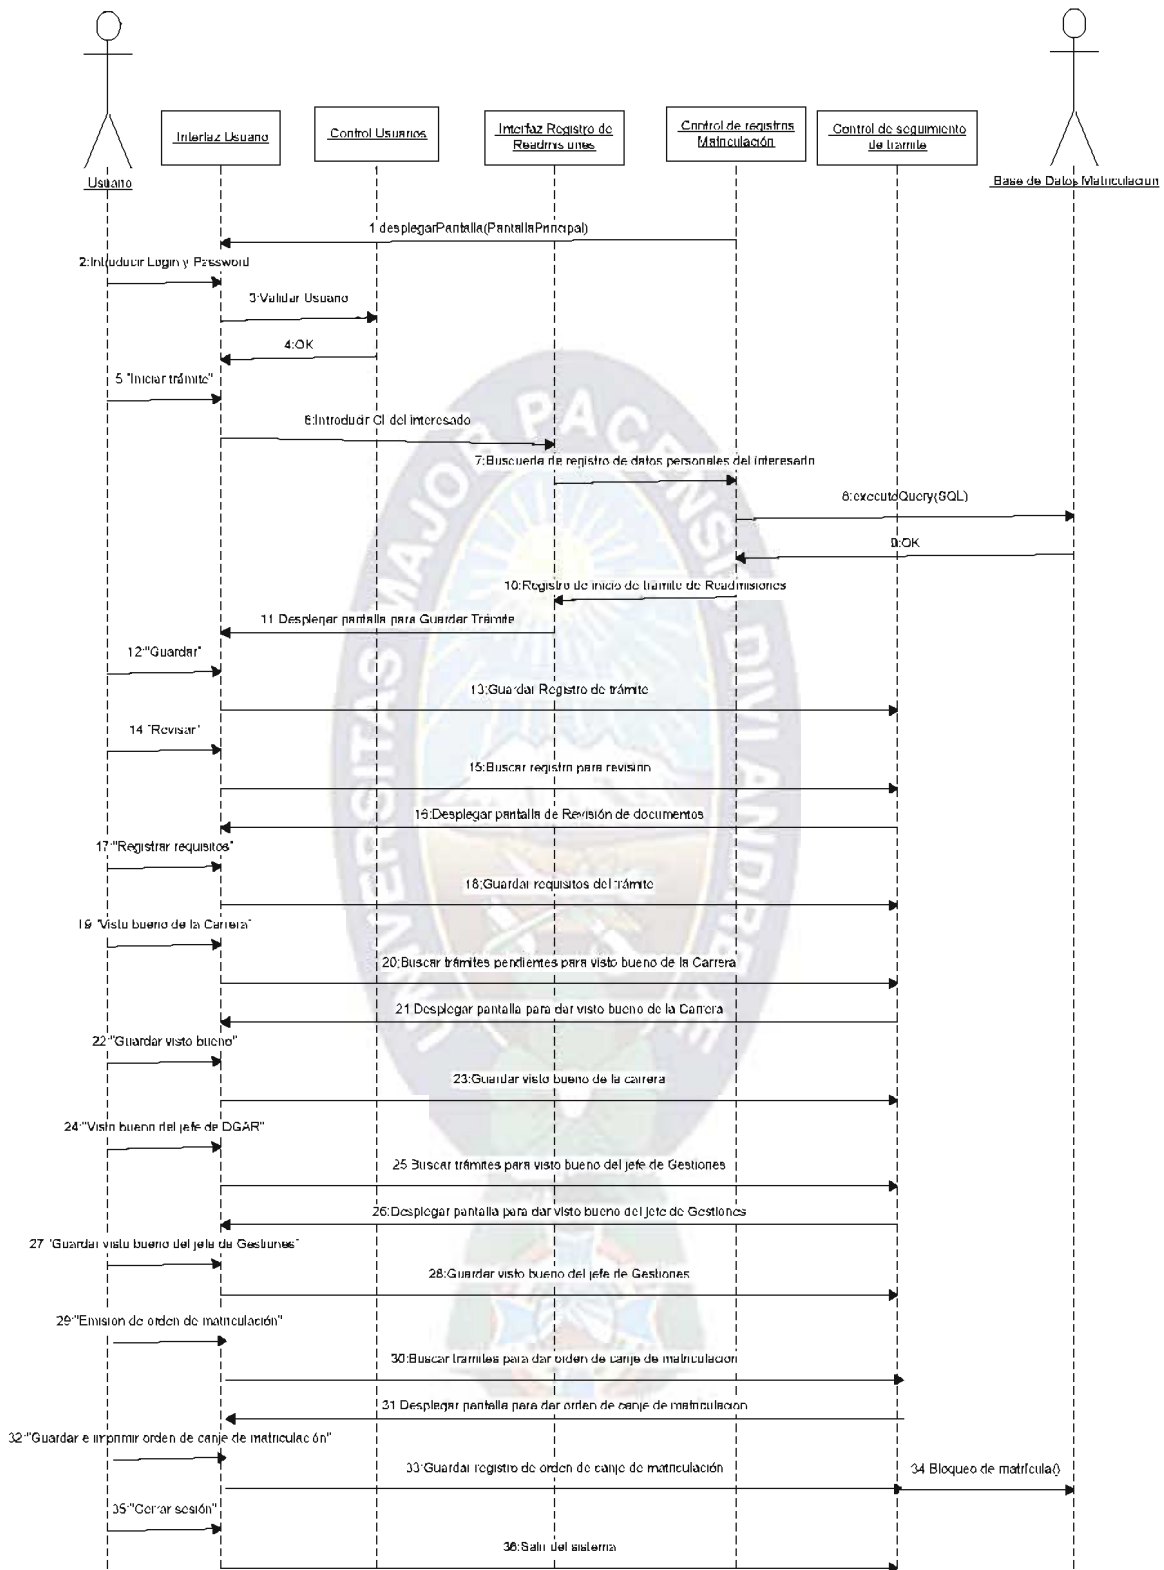 Usuario
Interfaz Usuario
Control Usuarios
Interfaz Registro de
Readmisiones
Control de registros
Matriculación
Control de seguimiento
de tramite
Base de Datos Matriculacion
1 desplegarPantalla(PantallaPrincipal)
2:Introducir Login y Password
3:Validar Usuario
4:OK
5 "Iniciar trámite"
6:Introducir CI del interesado
7:Busqueda de registro de datos personales del interesado
8:executeQuery(SQL)
9:OK
10:Registro de inicio de tramite de Readmisiones
11 Desplegar pantalla para Guardar Trámite
12:"Guardar"
13:Guardar Registro de trámite
14 "Revisar"
15:Buscar registro para revision
16:Desplegar pantalla de Revisión de documentos
17:"Registrar requisitos"
18:Guardar requisitos del trámite
19 "Visto bueno de la Carrera"
20:Buscar trámites pendientes para visto bueno de la Carrera
21 Desplegar pantalla para dar visto bueno de la Carrera
22:"Guardar visto bueno"
23:Guardar visto bueno de la carrera
24:"Visto bueno del jefe de DGAR"
25 Buscar trámites para visto bueno del jefe de Gestiones
26:Desplegar pantalla para dar visto bueno del jefe de Gestiones
27 "Guardar visto bueno del jefe de Gestiones"
28:Guardar visto bueno del jefe de Gestiones
29:"Emision de orden de matriculación"
30:Buscar tramites para dar orden de canje de matriculacion
31 Desplegar pantalla para dar orden de canje de matriculacion
32:"Guardar e imprimir orden de canje de matriculación"
33:Guardar registro de orden de canje de matriculación
34 Bloqueo de matrícula()
35:"Cerrar sesión"
36:Salir del sistema
UNIVERSITAS MAJOR PACENSIS DIVI ANDREÆ